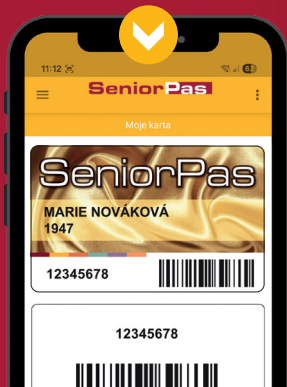 11:12
SeniorPas
Moje karta
SeniorPas
MARIE NOVÁKOVÁ
1947
12345678
12345678